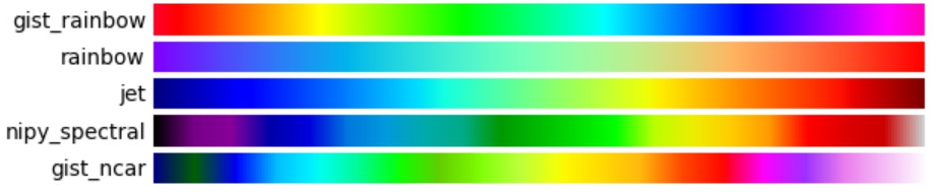 gist_rainbow
rainbow
jet
nipy_spectral
gist_ncar